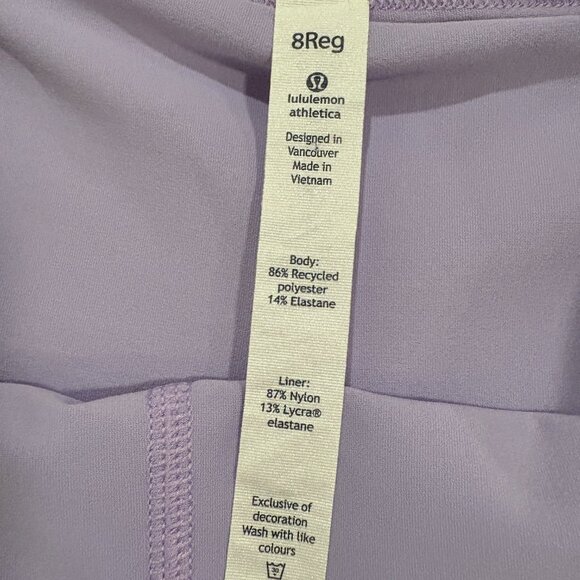 8Reg
lululemon
athletica
Designed in
Vancouver
Made in
Vietnam
Body:
86% Recycled
polyester
14% Elastane
Liner:
87% Nylon
13% Lycra®
elastane
Exclusive of
decoration
Wash with like
colours
30